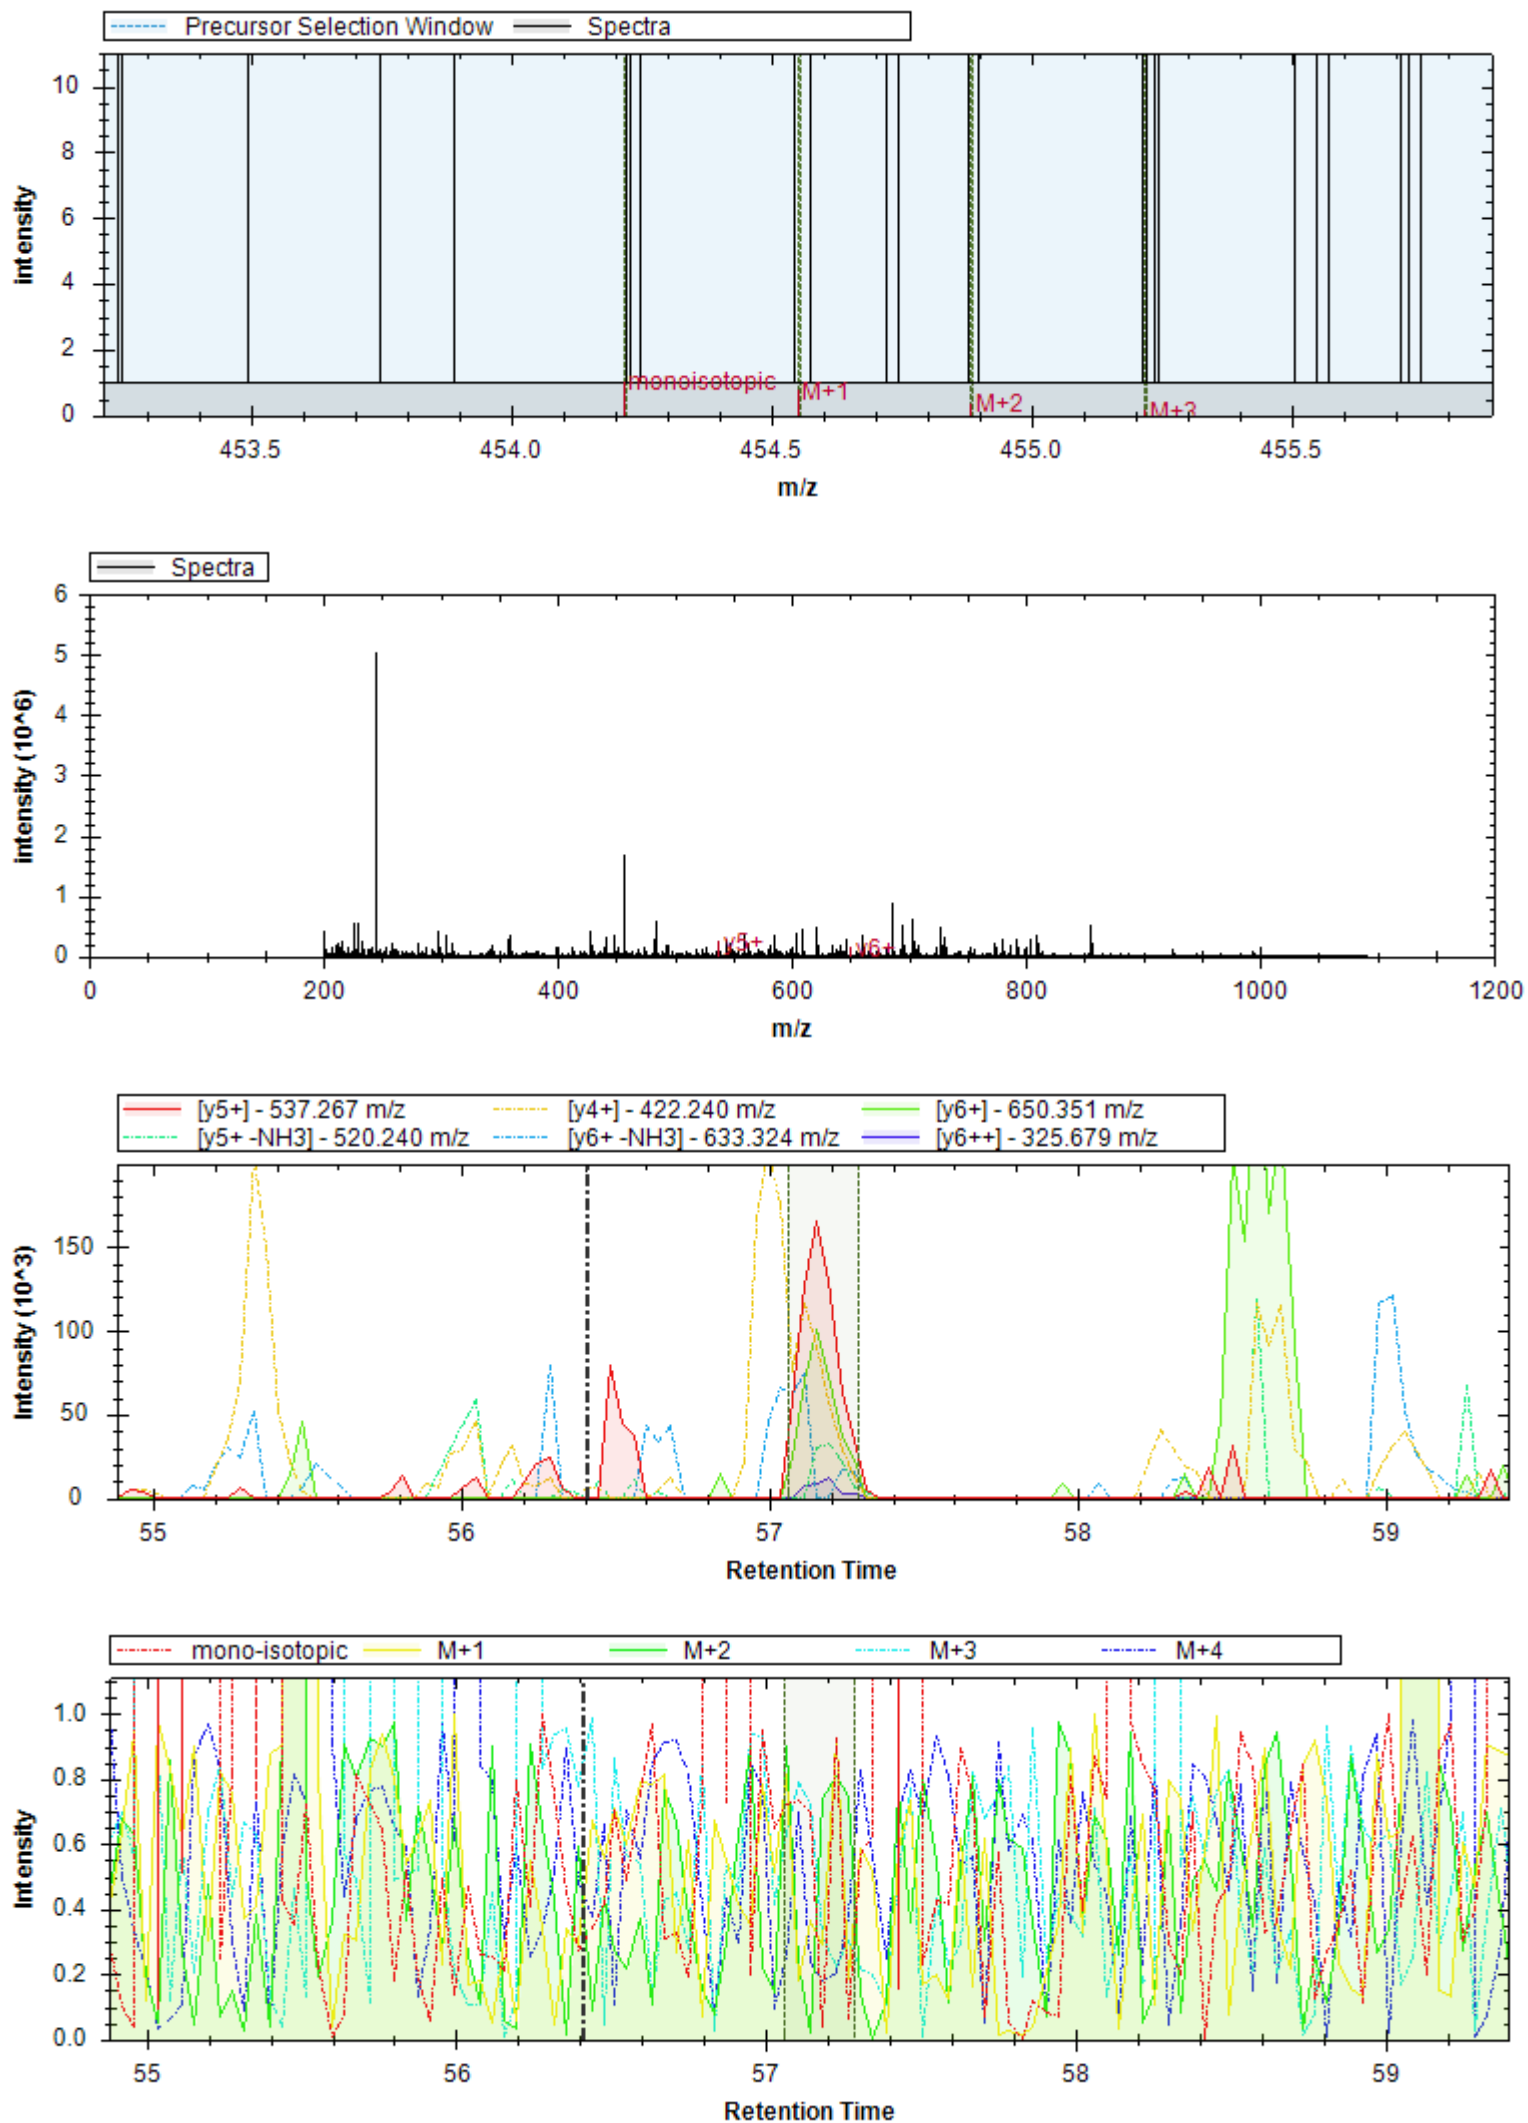 Precursor Selection Window Spectra
10
8
6
4
2
0
intensity
monoisotopic
M+1
M+2
M+3
453.5 454.0 454.5 455.0 455.5
m/z
Spectra
6
5
4
3
2
1
0
intensity (10^6)
y5+ y6+
0 200 400 600 800 1000 1200
m/z
[y5+] - 537.267 m/z [y4+] - 422.240 m/z [y6+] - 650.351 m/z
[y5+ -NH3] - 520.240 m/z [y6+ -NH3] - 633.324 m/z [y6++] - 325.679 m/z
150
100
50
0
Intensity (10^3)
55 56 57 58 59
Retention Time
mono-isotopic M+1 M+2 M+3 M+4
1.0
0.8
0.6
0.4
0.2
0.0
Intensity
55 56 57 58 59
Retention Time